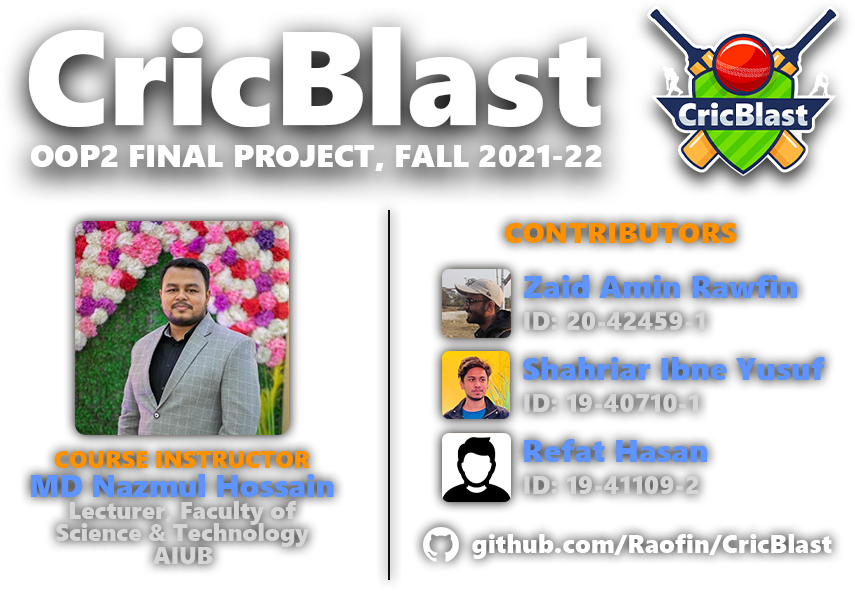 CricBlast
OOP2 FINAL PROJECT, FALL 2021-22
CricBlast
COURSE INSTRUCTOR
MD Nazmul Hossain
Lecturer, Faculty of
Science & Technology
AIUB
CONTRIBUTORS
Zaid Amin Rawfin
ID: 20-42459-1
Shahriar Ibne Yusuf
ID: 19-40710-1
Refat Hasan
ID: 19-41109-2
github.com/Raofin/CricBlast